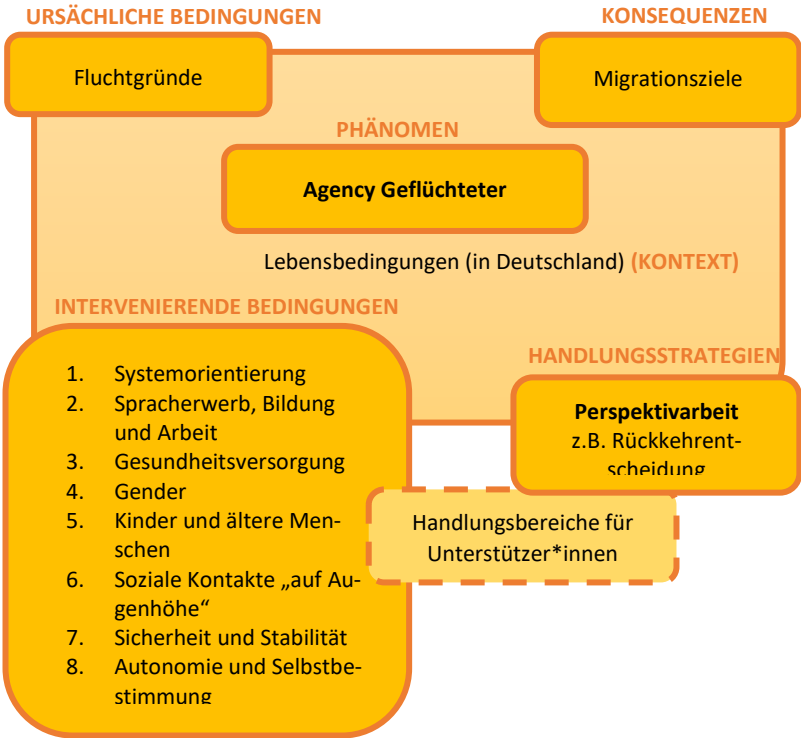 URSÄCHLICHE BEDINGUNGEN
KONSEQUENZEN
Fluchtgründe
Migrationsziele
PHÄNOMEN
Agency Geflüchteter
Lebensbedingungen (in Deutschland) (KONTEXT)
INTERVENIERENDE BEDINGUNGEN
1. Systemorientierung
2. Spracherwerb, Bildung
und Arbeit
3. Gesundheitsversorgung
4. Gender
5. Kinder und ältere Men-
schen
6. Soziale Kontakte „auf Au-
genhöhe“
7. Sicherheit und Stabilität
8. Autonomie und Selbstbe-
stimmung
HANDLUNGSSTRATEGIEN
Perspektivarbeit
z.B. Rückkehrent-
scheidung
Handlungsbereiche für
Unterstützer*innen